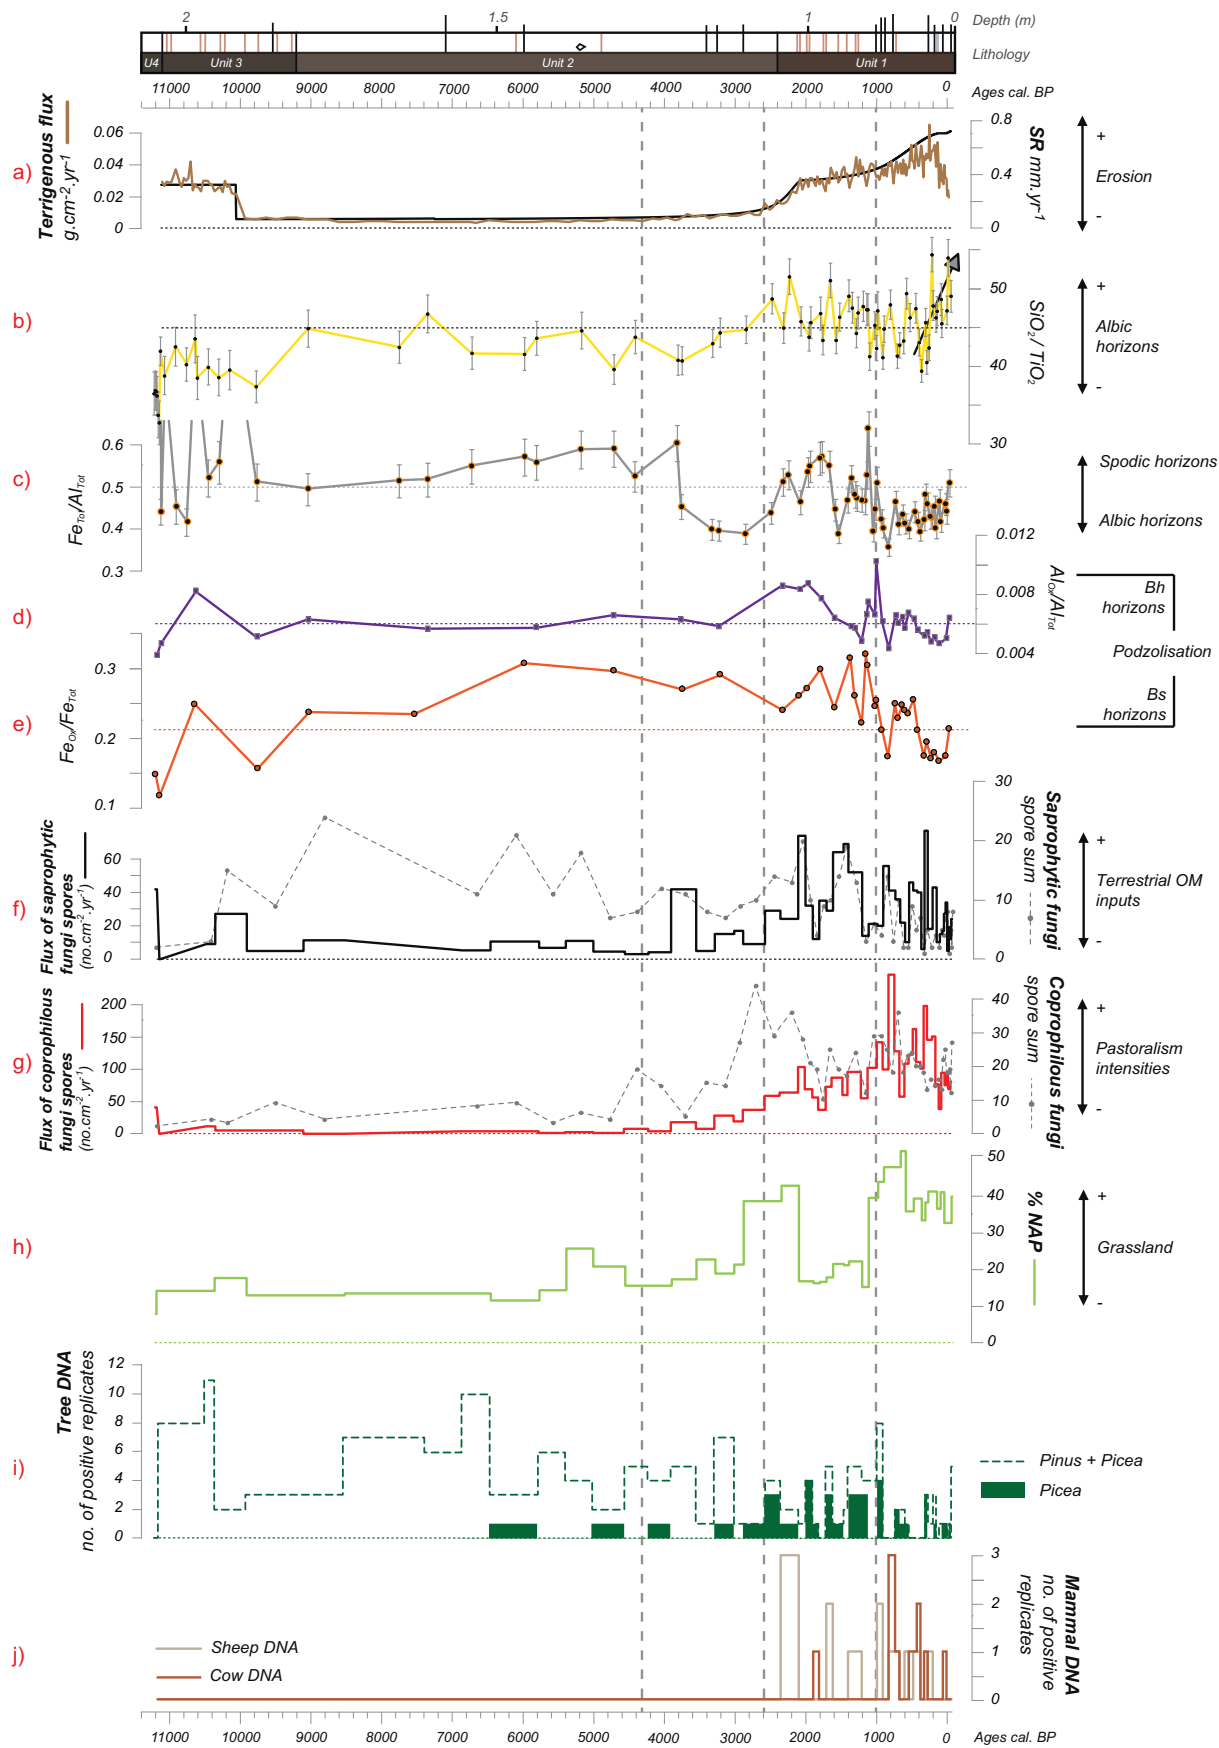 2 1.5 1 0 Depth (m)
Lithology
U4 Unit 3 Unit 2 Unit 1
11000 10000 9000 8000 7000 6000 5000 4000 3000 2000 1000 0 Ages cal. BP
a)
Terrigenous flux
g.cm-2.yr-1
0.06
0.04
0.02
0
0.8
0.4
0
SR mm.yr-1
+
Erosion
-
b)
50
40
30
SiO2/TiO2
+
Albic
horizons
-
c)
FeTot/AlTot
0.6
0.5
0.4
0.3
Spodic horizons
Albic horizons
d)
0.012
0.008
0.004
AlOx/AlTot
Bh
horizons
Podzolisation
Bs
horizons
e)
FeOx/FeTot
0.3
0.2
0.1
f)
Flux of saprophytic
fungi spores
(no.cm-2.yr-1)
60
40
20
0
30
20
10
0
Saprophytic fungi
spore sum
+
Terrestrial OM
inputs
-
g)
Flux of coprophilous
fungi spores
(no.cm-2.yr-1)
200
150
100
50
0
40
30
20
10
0
Coprophilous fungi
spore sum
+
Pastoralism
intensities
-
h)
50
40
30
20
10
0
% NAP
+
Grassland
-
i)
Tree DNA
no. of positive replicates
12
10
8
6
4
2
0
Pinus + Picea
Picea
j)
Sheep DNA
Cow DNA
3
2
1
0
Mammal DNA
no. of positive
replicates
11000 10000 9000 8000 7000 6000 5000 4000 3000 2000 1000 0 Ages cal. BP